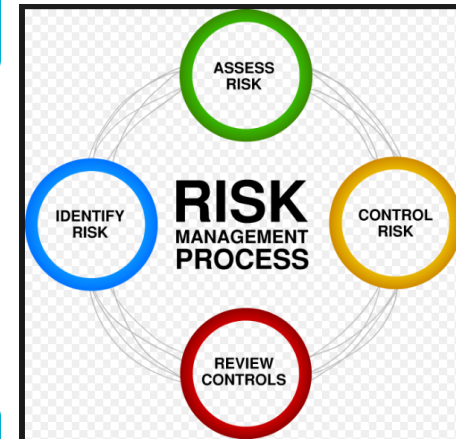 ASSESS
RISK
IDENTIFY
RISK
RISK
MANAGEMENT
PROCESS
CONTROL
RISK
REVIEW
CONTROLS